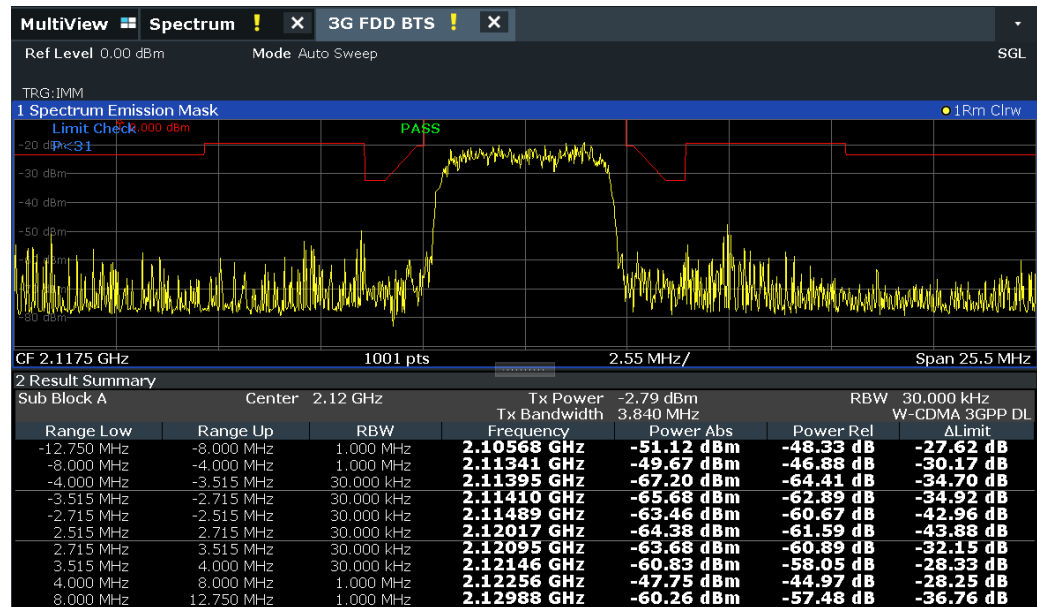 MultiView Spectrum ! X 3G FDD BTS ! X
Ref Level 0.00 dBm Mode Auto Sweep SGL
TRG:IMM
1 Spectrum Emission Mask 1Rm Clrw
Limit Check 0.000 dBm PASS
-20 dBm P<31
-30 dBm
-40 dBm
-50 dBm
-80 dBm
CF 2.1175 GHz 1001 pts 2.55 MHz/ Span 25.5 MHz
2 Result Summary
Sub Block A Center 2.12 GHz Tx Power -2.79 dBm RBW 30.000 kHz
Tx Bandwidth 3.840 MHz W-CDMA 3GPP DL
Range Low Range Up RBW Frequency Power Abs Power Rel ΔLimit
-12.750 MHz -8.000 MHz 1.000 MHz 2.10568 GHz -51.12 dBm -48.33 dB -27.62 dB
-8.000 MHz -4.000 MHz 1.000 MHz 2.11341 GHz -49.67 dBm -46.88 dB -30.17 dB
-4.000 MHz -3.515 MHz 30.000 kHz 2.11395 GHz -67.20 dBm -64.41 dB -34.70 dB
-3.515 MHz -2.715 MHz 30.000 kHz 2.11410 GHz -65.68 dBm -62.89 dB -34.92 dB
-2.715 MHz -2.515 MHz 30.000 kHz 2.11489 GHz -63.46 dBm -60.67 dB -42.96 dB
2.515 MHz 2.715 MHz 30.000 kHz 2.12017 GHz -64.38 dBm -61.59 dB -43.88 dB
2.715 MHz 3.515 MHz 30.000 kHz 2.12095 GHz -63.68 dBm -60.89 dB -32.15 dB
3.515 MHz 4.000 MHz 30.000 kHz 2.12146 GHz -60.83 dBm -58.05 dB -28.33 dB
4.000 MHz 8.000 MHz 1.000 MHz 2.12256 GHz -47.75 dBm -44.97 dB -28.25 dB
8.000 MHz 12.750 MHz 1.000 MHz 2.12988 GHz -60.26 dBm -57.48 dB -36.76 dB